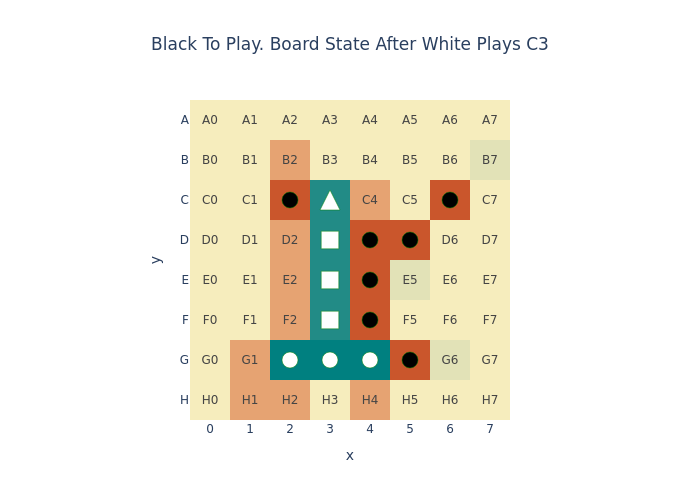 Black To Play. Board State After White Plays C3
A A0 A1 A2 A3 A4 A5 A6 A7
B B0 B1 B2 B3 B4 B5 B6 B7
C C0 C1 C4 C5 C7
D D0 D1 D2 D6 D7
y
E E0 E1 E2 E5 E6 E7
F F0 F1 F2 F5 F6 F7
G G0 G1 G6 G7
H H0 H1 H2 H3 H4 H5 H6 H7
0 1 2 3 4 5 6 7
x